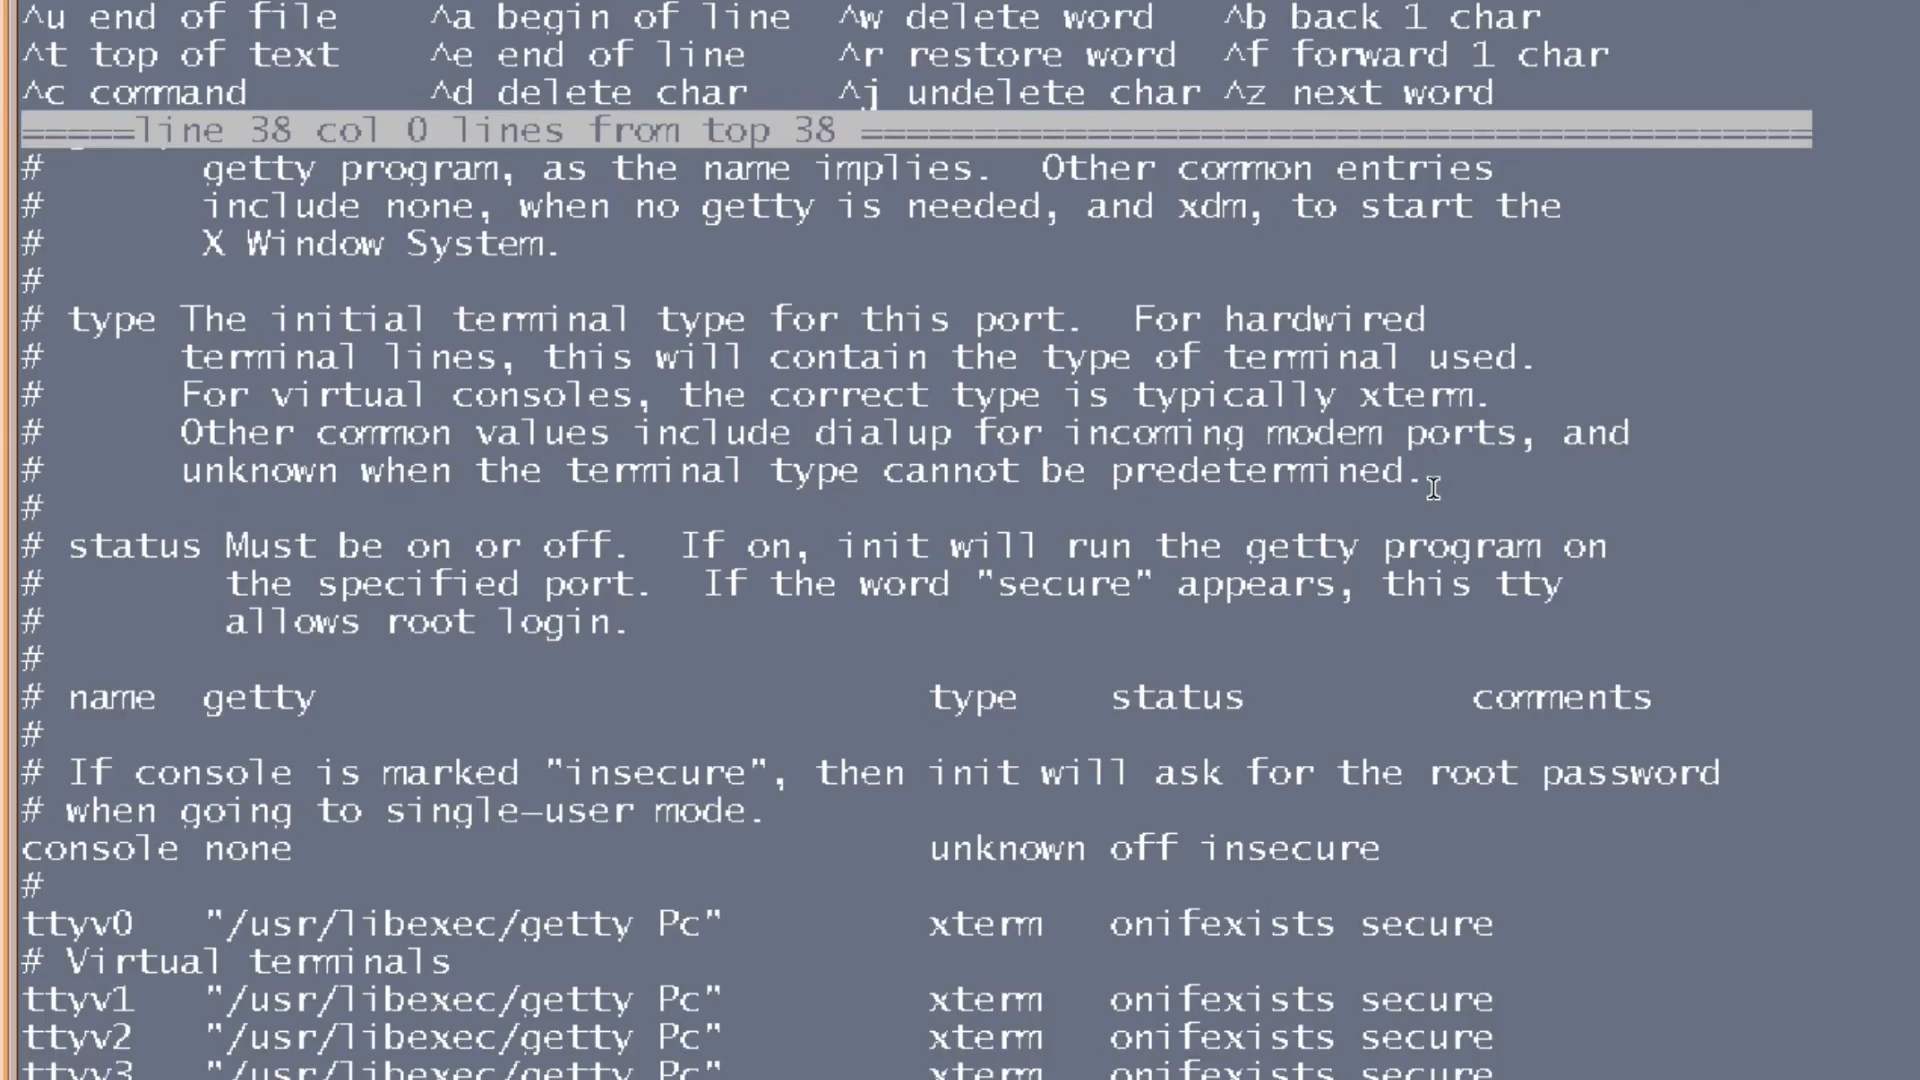 ^u end of file ^a begin of line ^w delete word ^b back 1 char
^t top of text ^e end of line ^r restore word ^f forward 1 char
^c command ^d delete char ^j undelete char ^z next word
=====line 38 col 0 lines from top 38 ==========================================
# getty program, as the name implies. Other common entries
# include none, when no getty is needed, and xdm, to start the
# X Window System.
#
# type The initial terminal type for this port. For hardwired
# terminal lines, this will contain the type of terminal used.
# For virtual consoles, the correct type is typically xterm.
# Other common values include dialup for incoming modem ports, and
# unknown when the terminal type cannot be predetermined.
#
# status Must be on or off. If on, init will run the getty program on
# the specified port. If the word "secure" appears, this tty
# allows root login.
#
# name getty type status comments
#
# If console is marked "insecure", then init will ask for the root password
# when going to single-user mode.
console none unknown off insecure
#
ttyv0 "/usr/libexec/getty Pc" xterm onifexists secure
# Virtual terminals
ttyv1 "/usr/libexec/getty Pc" xterm onifexists secure
ttyv2 "/usr/libexec/getty Pc" xterm onifexists secure
ttyv3 "/usr/libexec/getty Pc" xterm onifexists secure